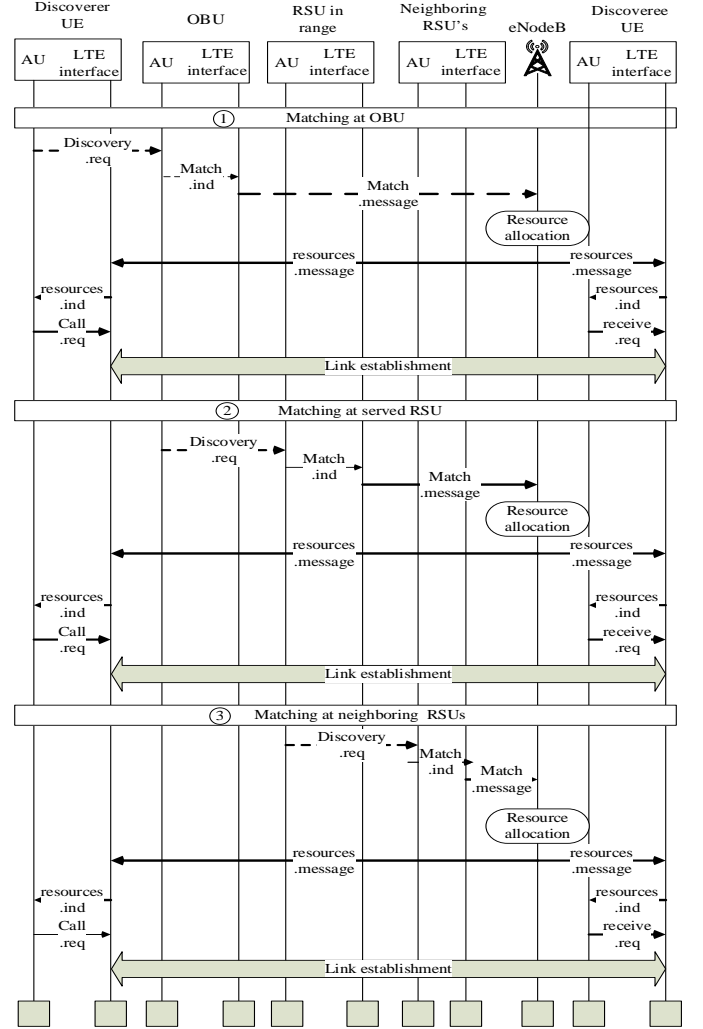 Discoverer
UE
OBU
RSU in
range
Neighboring
RSU's
eNodeB
Discoveree
UE
AU
LTE
interface
AU
LTE
interface
AU
LTE
interface
AU
LTE
interface
AU
LTE
interface
1 Matching at OBU
Discovery
.req
Match
.ind
Match
.message
Resource
allocation
resources
.message
resources
.message
resources
.ind
resources
.ind
Call
.req
receive
.req
Link establishment
2 Matching at served RSU
Discovery
.req
Match
.ind
Match
.message
Resource
allocation
resources
.message
resources
.message
resources
.ind
resources
.ind
Call
.req
receive
.req
Link establishment
3 Matching at neighboring RSUs
Discovery
.req
Match
.ind
Match
.message
Resource
allocation
resources
.message
resources
.message
resources
.ind
resources
.ind
Call
.req
receive
.req
Link establishment